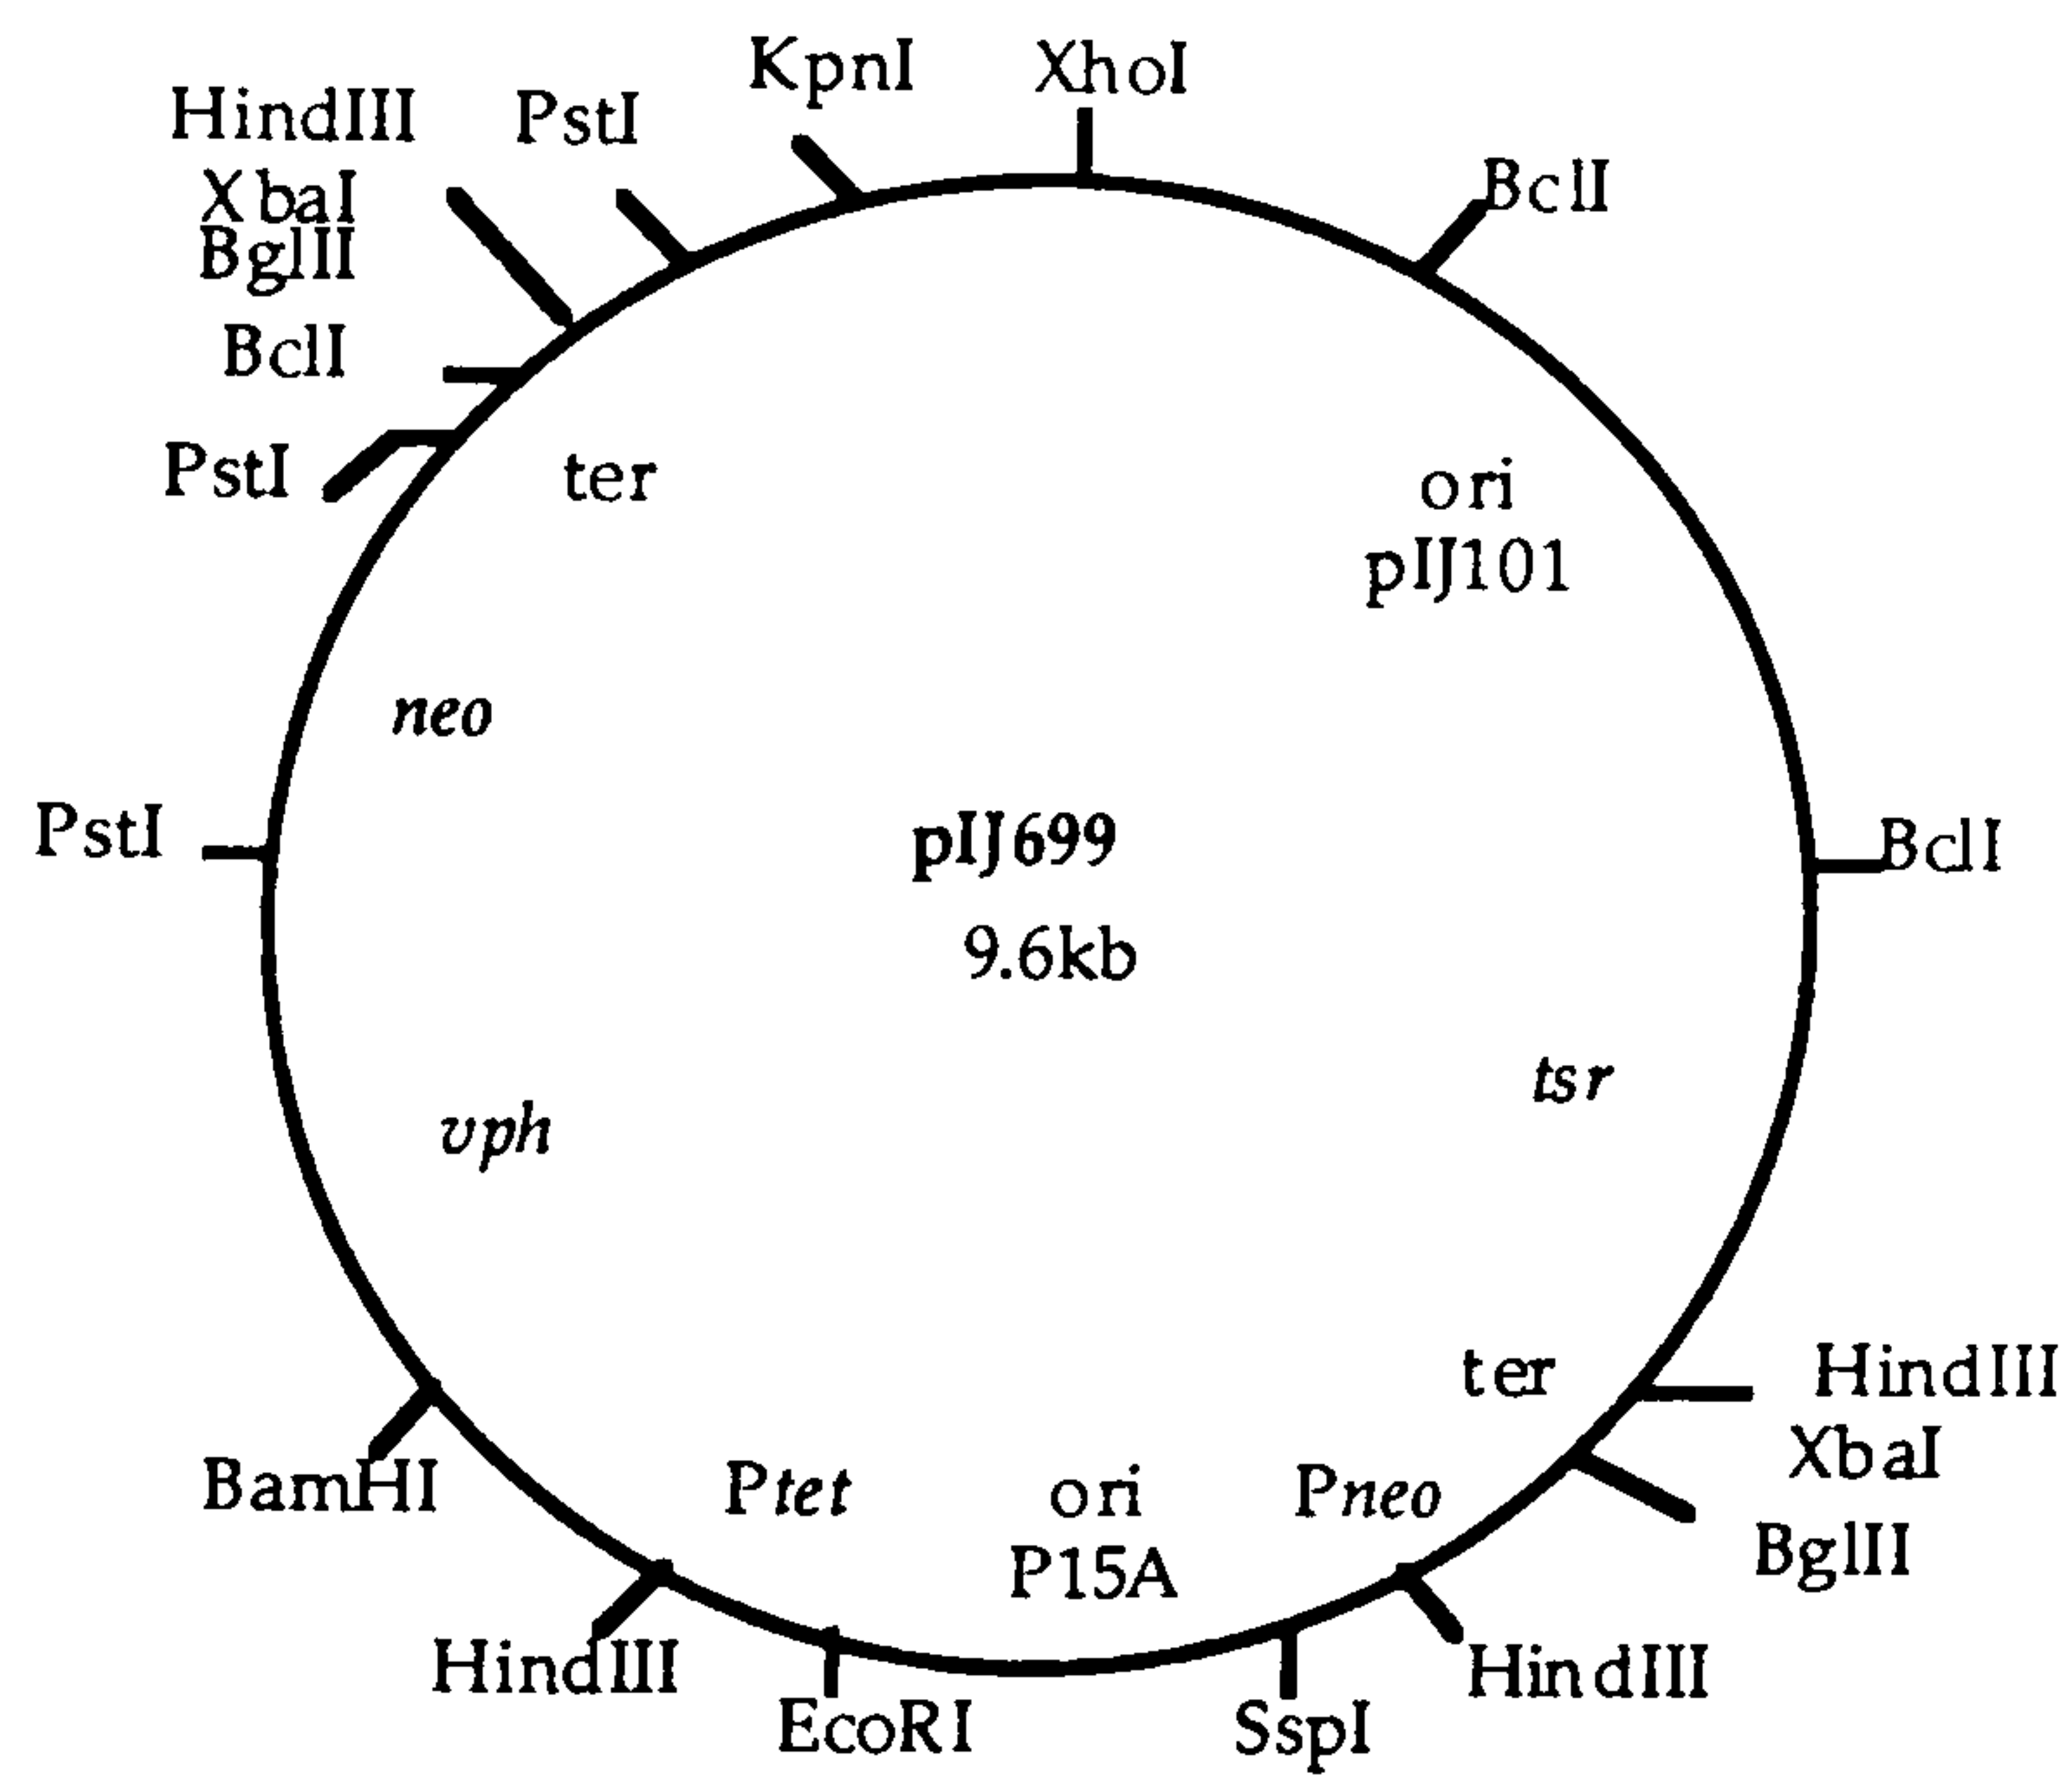 KpnI
XhoI
HindIII
PstI
XbaI
BglII
BclI
BclI
PstI
ter
ori
pIJ101
neo
PstI
pIJ699
9.6kb
BclI
tsr
vph
ter
HindIII
XbaI
BglII
BamHI
Ptet
ori
P15A
Pneo
HindIII
EcoRI
SspI
HindIII